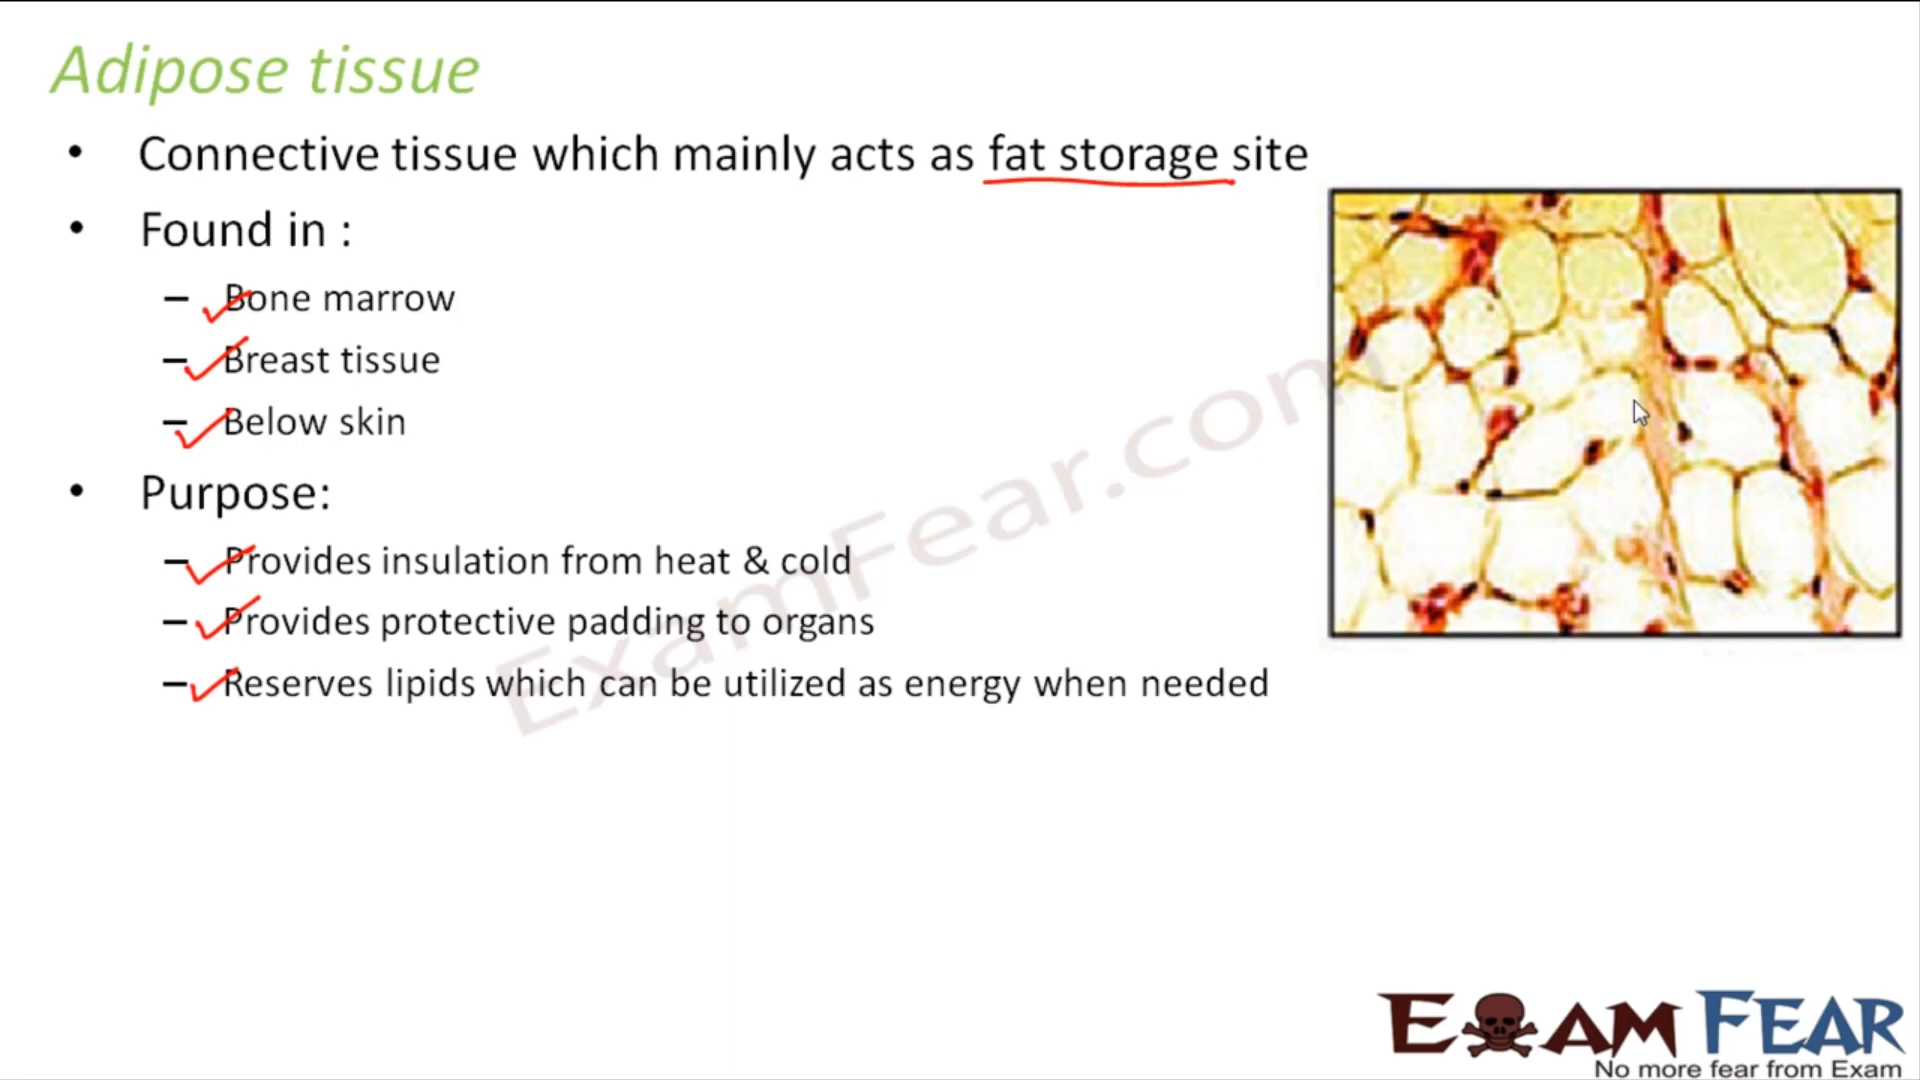 Adipose tissue
• Connective tissue which mainly acts as fat storage site
• Found in :
– Bone marrow
– Breast tissue
– Below skin
• Purpose:
– Provides insulation from heat & cold
– Provides protective padding to organs
– Reserves lipids which can be utilized as energy when needed
ExamFear.com
EXAM FEAR
No more fear from Exam